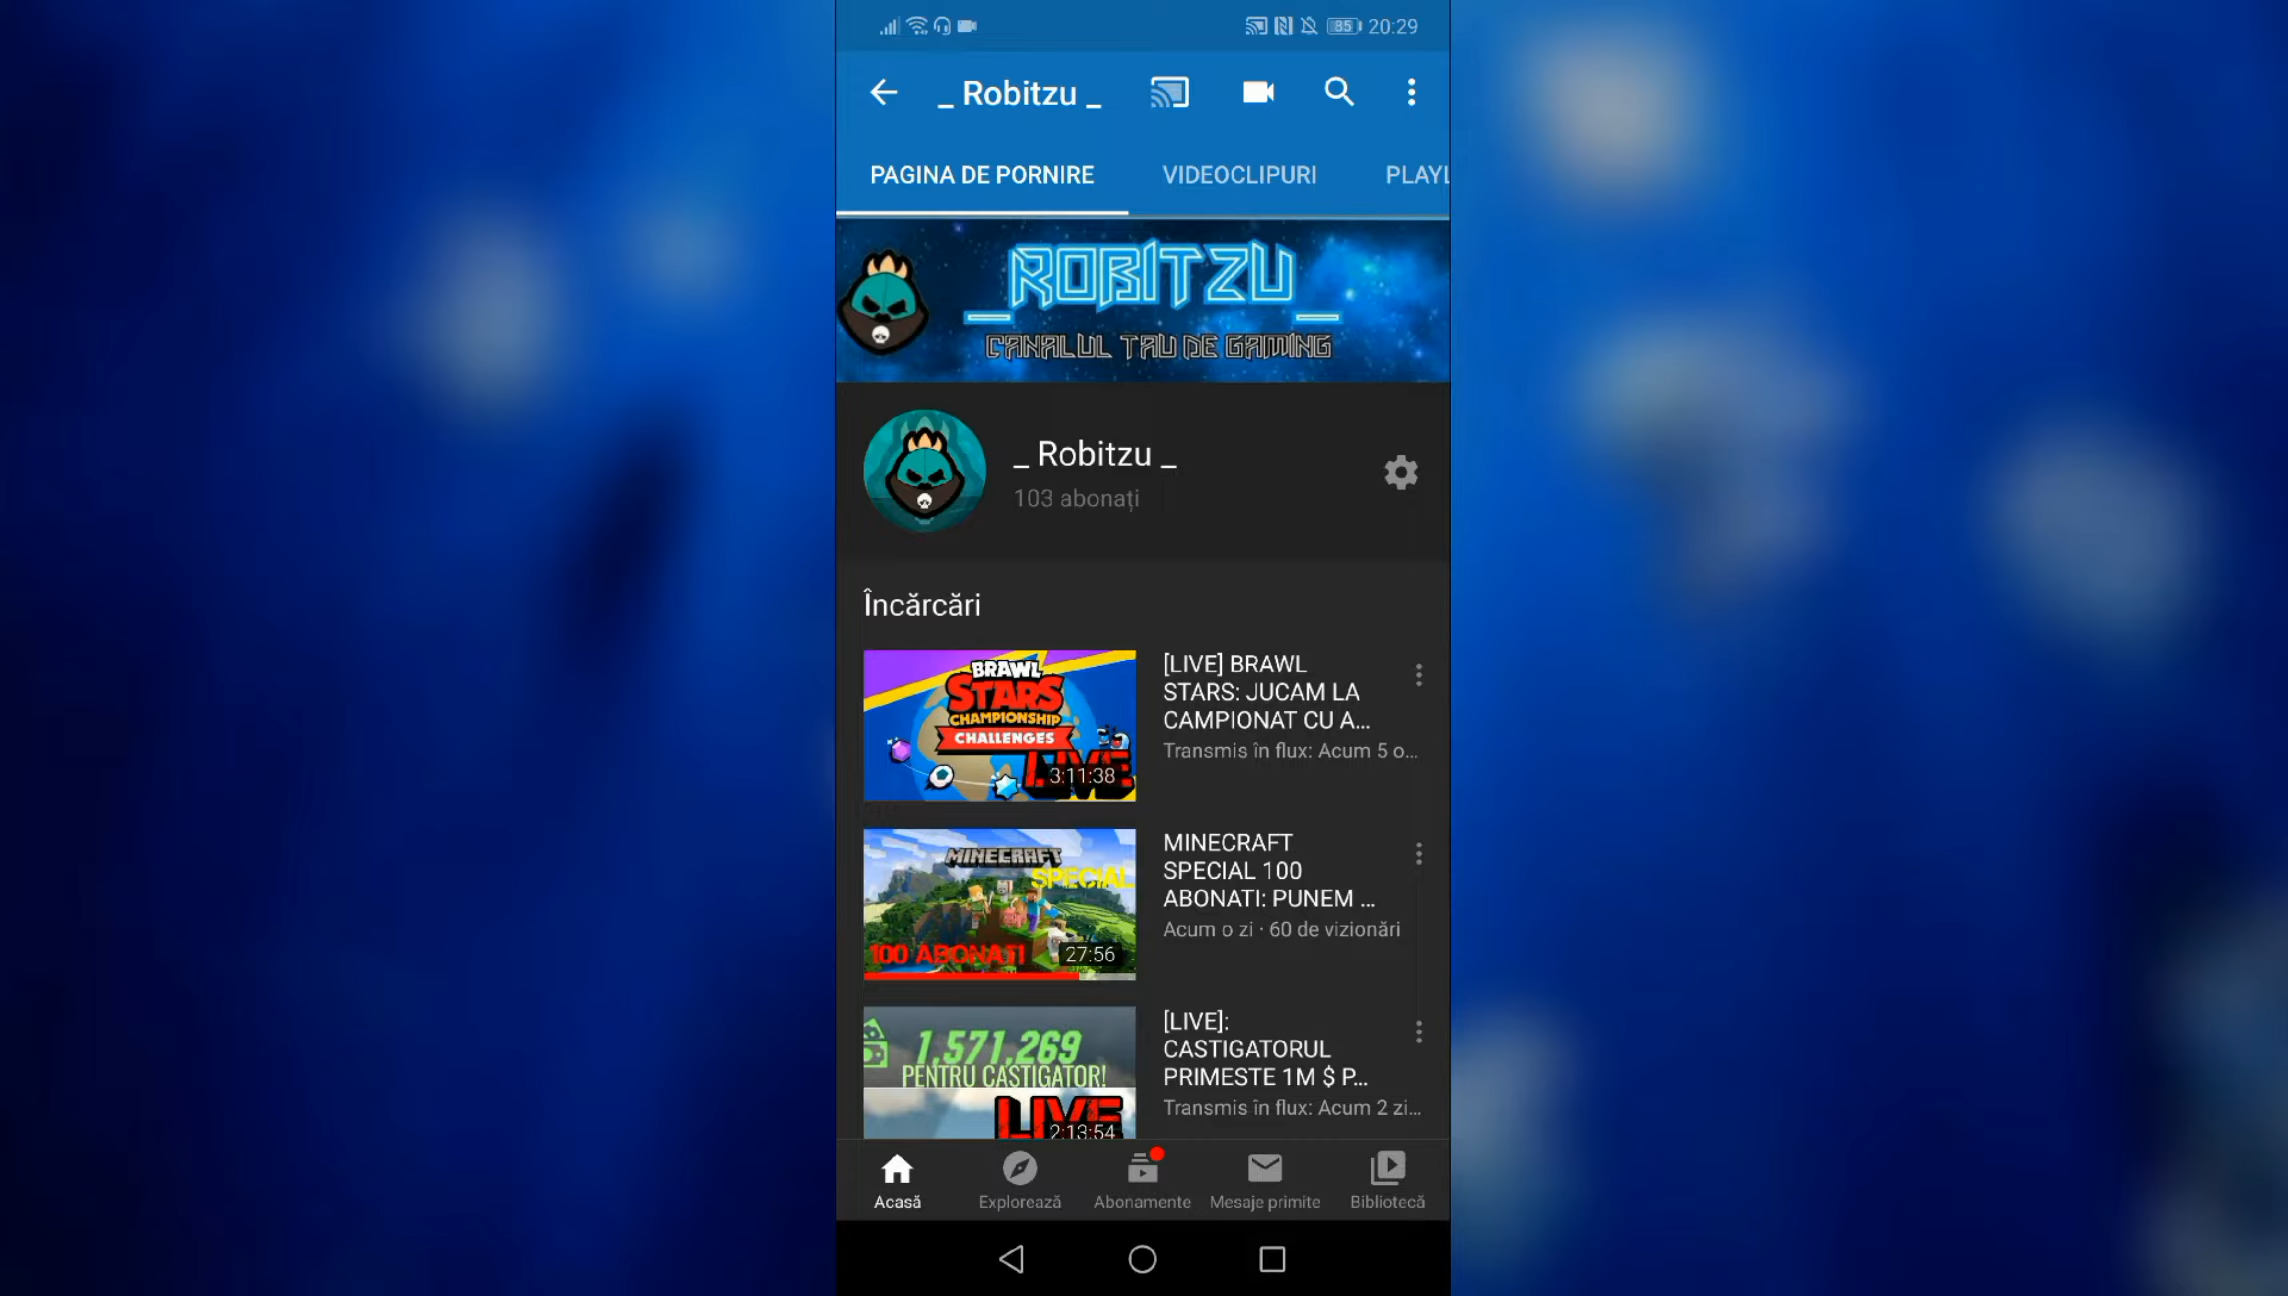 85 20:29
_ Robitzu _
PAGINA DE PORNIRE VIDEOCLIPURI PLAYL
_ROBITZU_
CANALUL TAU DE GAMING
_ Robitzu _
103 abonați
Încărcări
BRAWL
STARS
CHAMPIONSHIP
CHALLENGES
LIVE
3:11:38
[LIVE] BRAWL
STARS: JUCAM LA
CAMPIONAT CU A...
Transmis în flux: Acum 5 o...
MINECRAFT
SPECIAL
100 ABONATI
27:56
MINECRAFT
SPECIAL 100
ABONATI: PUNEM ...
Acum o zi · 60 de vizionări
1,571,269
PENTRU CASTIGATOR!
LIVE
2:13:54
[LIVE]:
CASTIGATORUL
PRIMESTE 1M $ P...
Transmis în flux: Acum 2 zi...
Acasă Explorează Abonamente Mesaje primite Bibliotecă